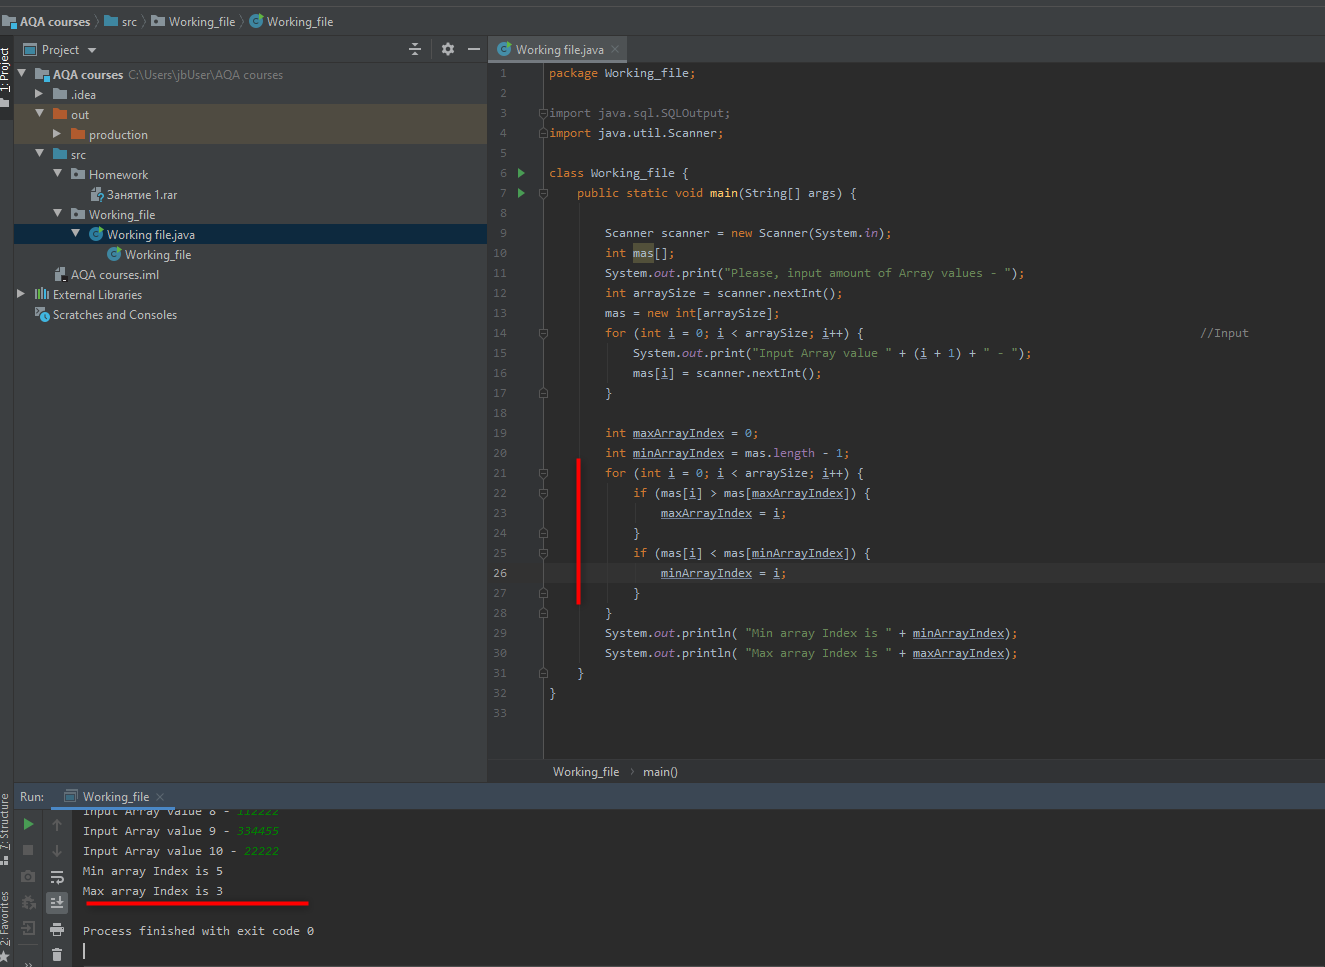 AQA courses src Working_file Working_file
Project
Working file.java
1: Project
AQA courses C:\Users\jbUser\AQA courses
.idea
out
production
src
Homework
Занятие 1.rar
Working_file
Working file.java
Working_file
AQA courses.iml
External Libraries
Scratches and Consoles
1 package Working_file;
2
3 import java.sql.SQLOutput;
4 import java.util.Scanner;
5
6 class Working_file {
7 public static void main(String[] args) {
8
9 Scanner scanner = new Scanner(System.in);
10 int mas[];
11 System.out.print("Please, input amount of Array values - ");
12 int arraySize = scanner.nextInt();
13 mas = new int[arraySize];
14 for (int i = 0; i < arraySize; i++) { //Input
15 System.out.print("Input Array value " + (i + 1) + " - ");
16 mas[i] = scanner.nextInt();
17 }
18
19 int maxArrayIndex = 0;
20 int minArrayIndex = mas.length - 1;
21 for (int i = 0; i < arraySize; i++) {
22 if (mas[i] > mas[maxArrayIndex]) {
23 maxArrayIndex = i;
24 }
25 if (mas[i] < mas[minArrayIndex]) {
26 minArrayIndex = i;
27 }
28 }
29 System.out.println( "Min array Index is " + minArrayIndex);
30 System.out.println( "Max array Index is " + maxArrayIndex);
31 }
32 }
33
Working_file main()
Run: Working_file
7: Structure
2: Favorites
Input Array value 8 - 112222
Input Array value 9 - 334455
Input Array value 10 - 22222
Min array Index is 5
Max array Index is 3
Process finished with exit code 0